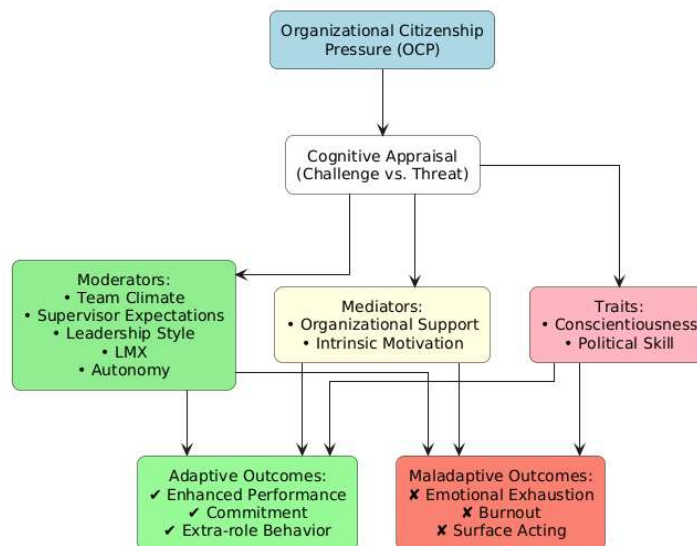 Organizational Citizenship
Pressure (OCP)
Cognitive Appraisal
(Challenge vs. Threat)
Moderators:
• Team Climate
• Supervisor Expectations
• Leadership Style
• LMX
• Autonomy
Mediators:
• Organizational Support
• Intrinsic Motivation
Traits:
• Conscientiousness
• Political Skill
Adaptive Outcomes:
✔ Enhanced Performance
✔ Commitment
✔ Extra-role Behavior
Maladaptive Outcomes:
✘ Emotional Exhaustion
✘ Burnout
✘ Surface Acting